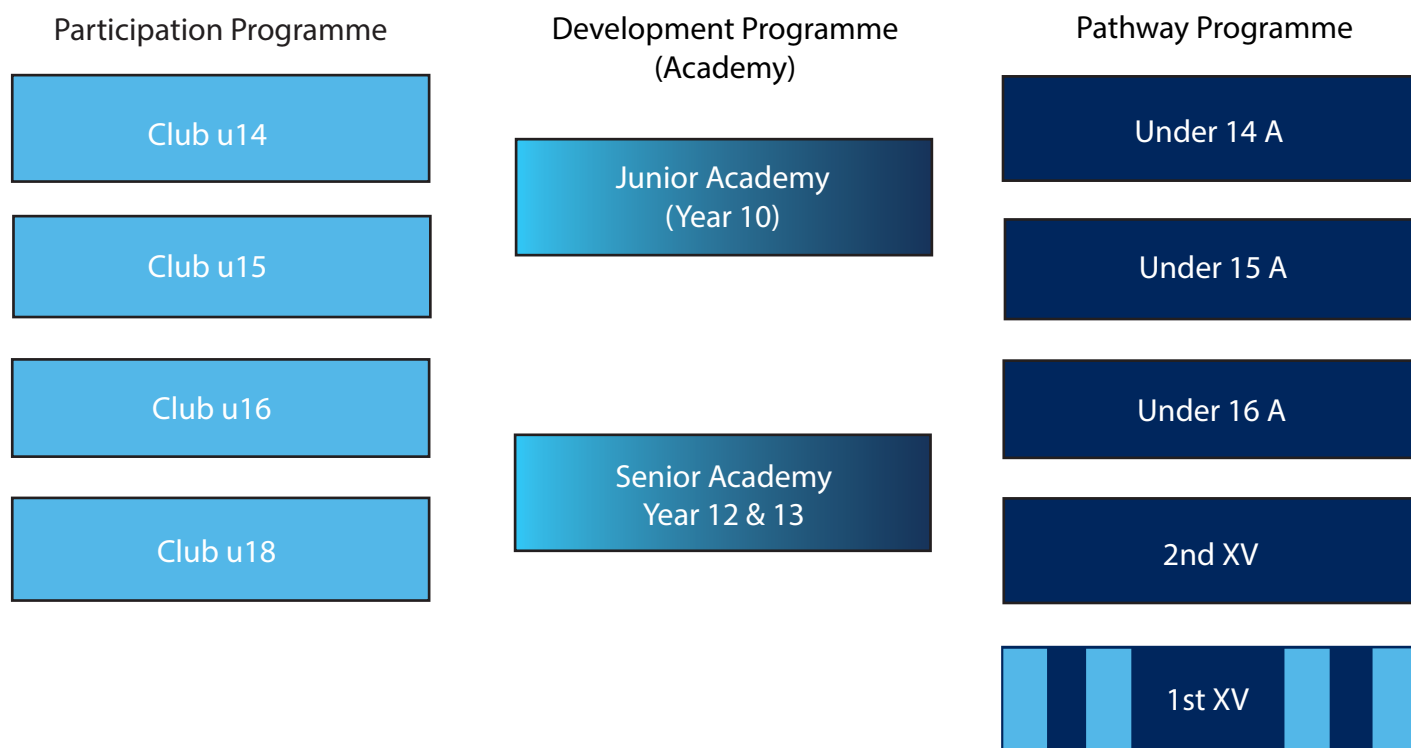 Participation Programme
Club u14
Club u15
Club u16
Club u18
Development Programme
(Academy)
Junior Academy
(Year 10)
Senior Academy
Year 12 & 13
Pathway Programme
Under 14 A
Under 15 A
Under 16 A
2nd XV
1st XV